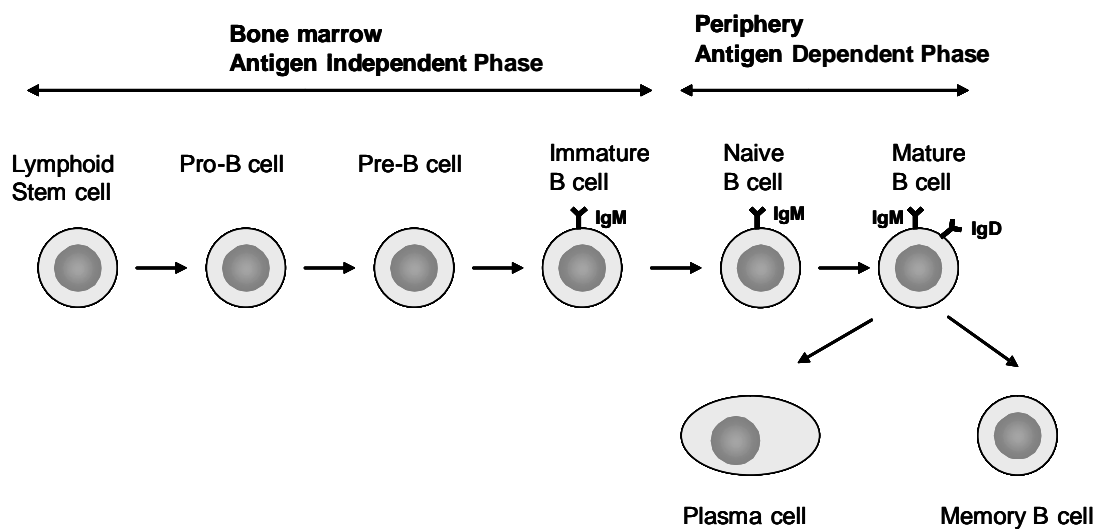 Bone marrow
Antigen Independent Phase
Periphery
Antigen Dependent Phase
Lymphoid
Stem cell
Pro-B cell
Pre-B cell
Immature
B cell
IgM
Naive
B cell
IgM
Mature
B cell
IgM
IgD
Plasma cell
Memory B cell